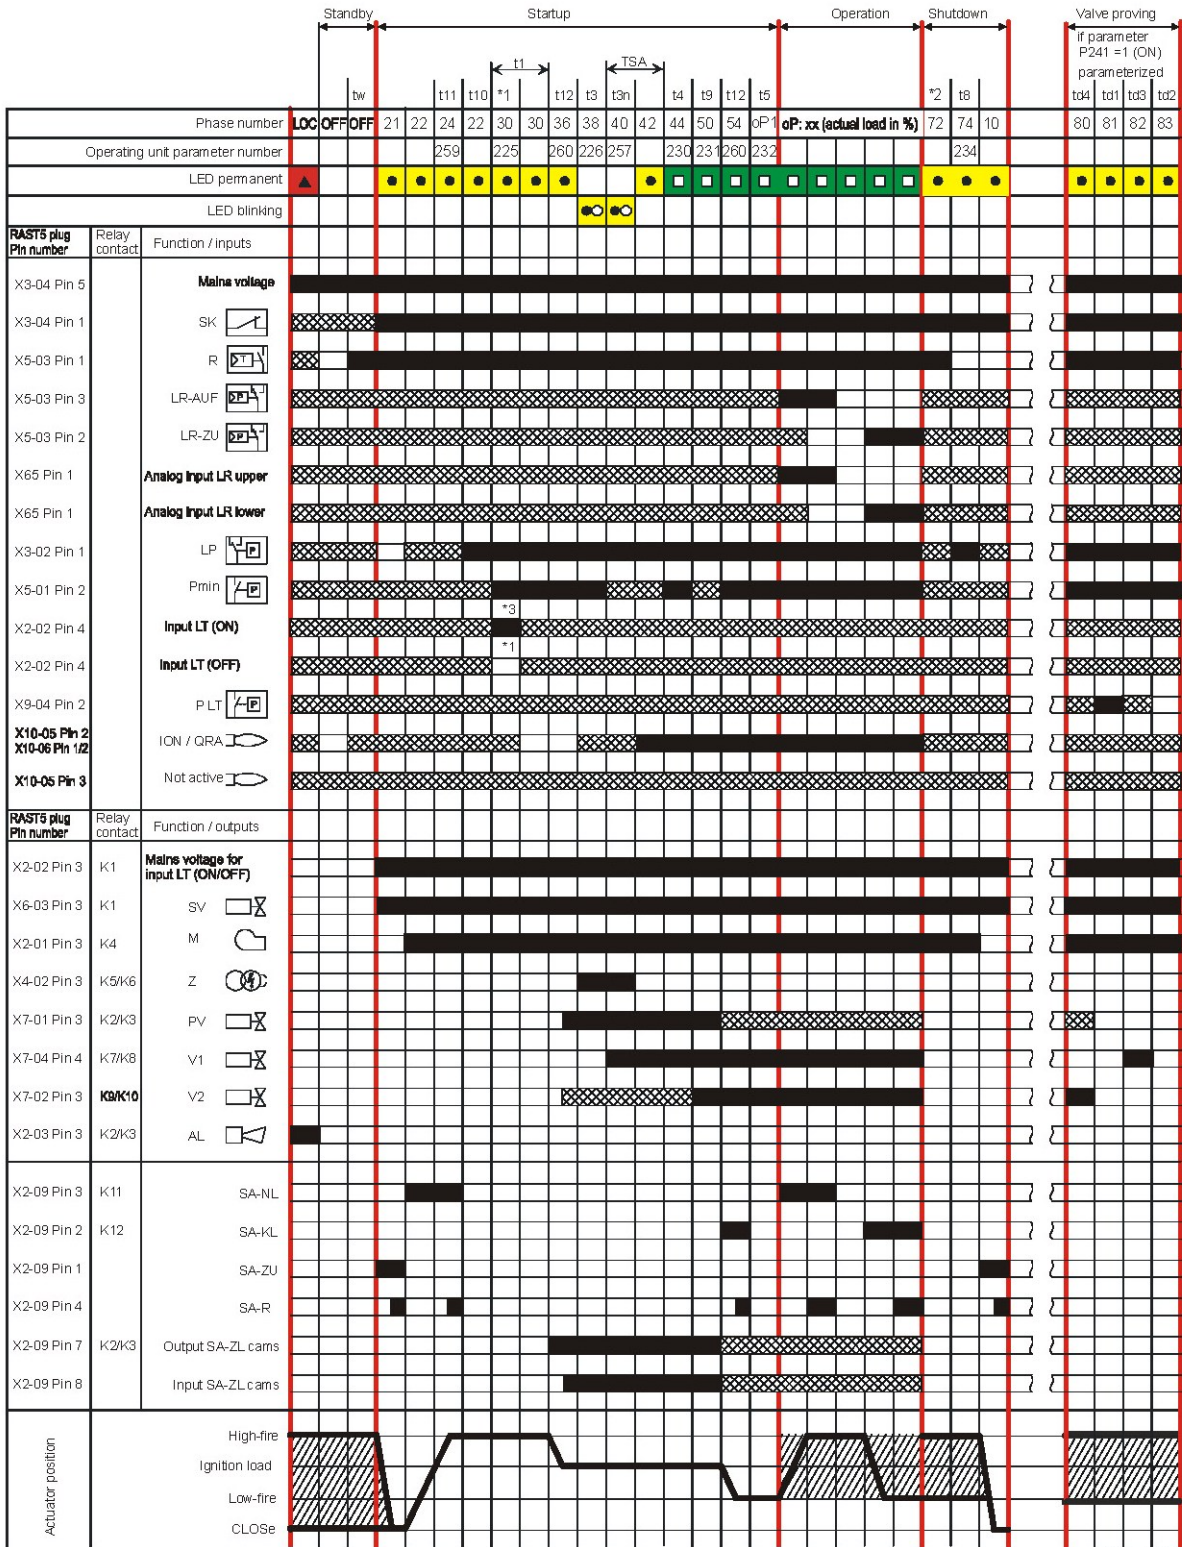 Standby Startup Operation Shutdown Valve proving
if parameter
P241 =1 (ON)
parameterized
t1 TSA
tw t11 t10 *1 t12 t3 t3n t4 t9 t12 t5 *2 t8 td4 td1 td3 td2
Phase number LOC OFF OFF 21 22 24 22 30 30 36 38 40 42 44 50 54 oP1 oP: xx (actual load in %) 72 74 10 80 81 82 83
Operating unit parameter number 259 225 260 226 257 230 231 260 232 234
LED permanent
LED blinking
RAST5 plug Relay
Pin number contact Function / inputs
X3-04 Pin 5 Mains voltage
X3-04 Pin 1 SK
X5-03 Pin 1 R T
X5-03 Pin 3 LR-AUF P
X5-03 Pin 2 LR-ZU P
X65 Pin 1 Analog input LR upper
X65 Pin 1 Analog input LR lower
X3-02 Pin 1 LP P
X5-01 Pin 2 Pmin P
*3
X2-02 Pin 4 Input LT (ON)
*1
X2-02 Pin 4 Input LT (OFF)
X9-04 Pin 2 P LT P
X10-05 Pin 2
X10-06 Pin 1/2 ION / QRA
X10-05 Pin 3 Not active
RAST5 plug Relay
Pin number contact Function / outputs
X2-02 Pin 3 K1 Mains voltage for
input LT (ON/OFF)
X6-03 Pin 3 K1 SV
X2-01 Pin 3 K4 M
X4-02 Pin 3 K5/K6 Z
X7-01 Pin 3 K2/K3 PV
X7-04 Pin 4 K7/K8 V1
X7-02 Pin 3 K9/K10 V2
X2-03 Pin 3 K2/K3 AL
X2-09 Pin 3 K11 SA-NL
X2-09 Pin 2 K12 SA-KL
X2-09 Pin 1 SA-ZU
X2-09 Pin 4 SA-R
X2-09 Pin 7 K2/K3 Output SA-ZL cams
X2-09 Pin 8 Input SA-ZL cams
Actuator position
High-fire
Ignition load
Low-fire
CLOSe